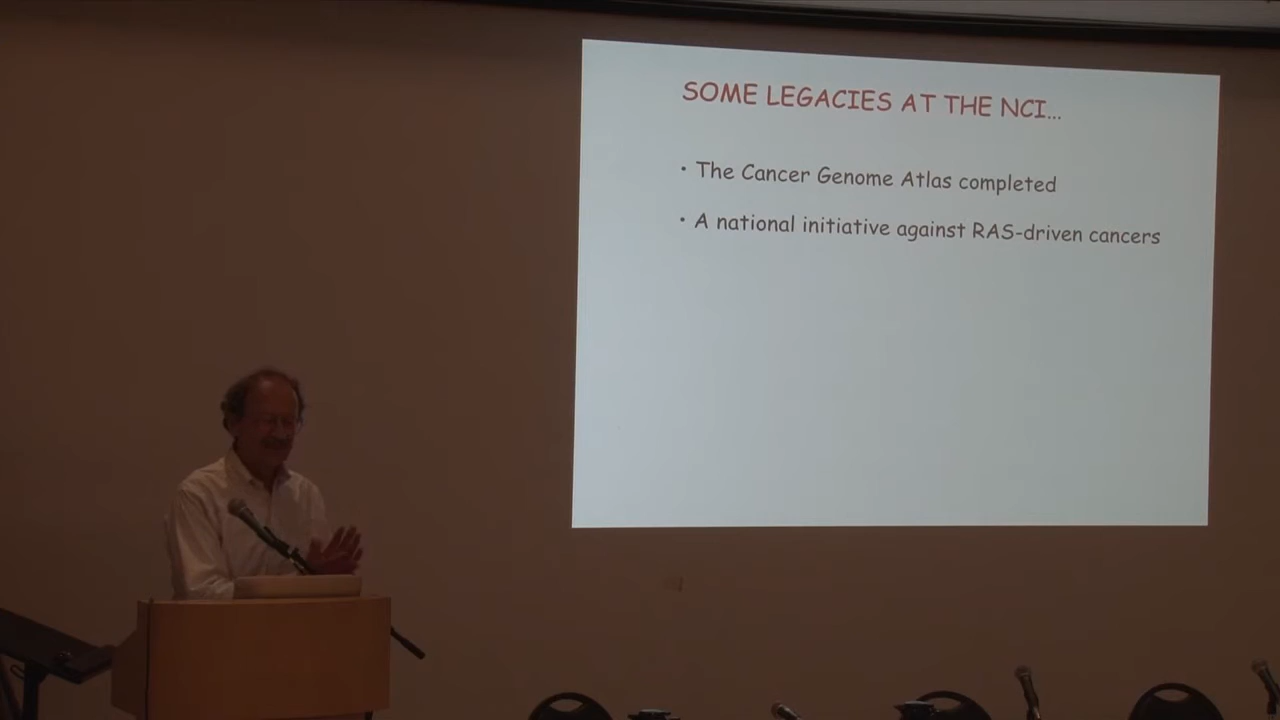 SOME LEGACIES AT THE NCI...
• The Cancer Genome Atlas completed
• A national initiative against RAS-driven cancers